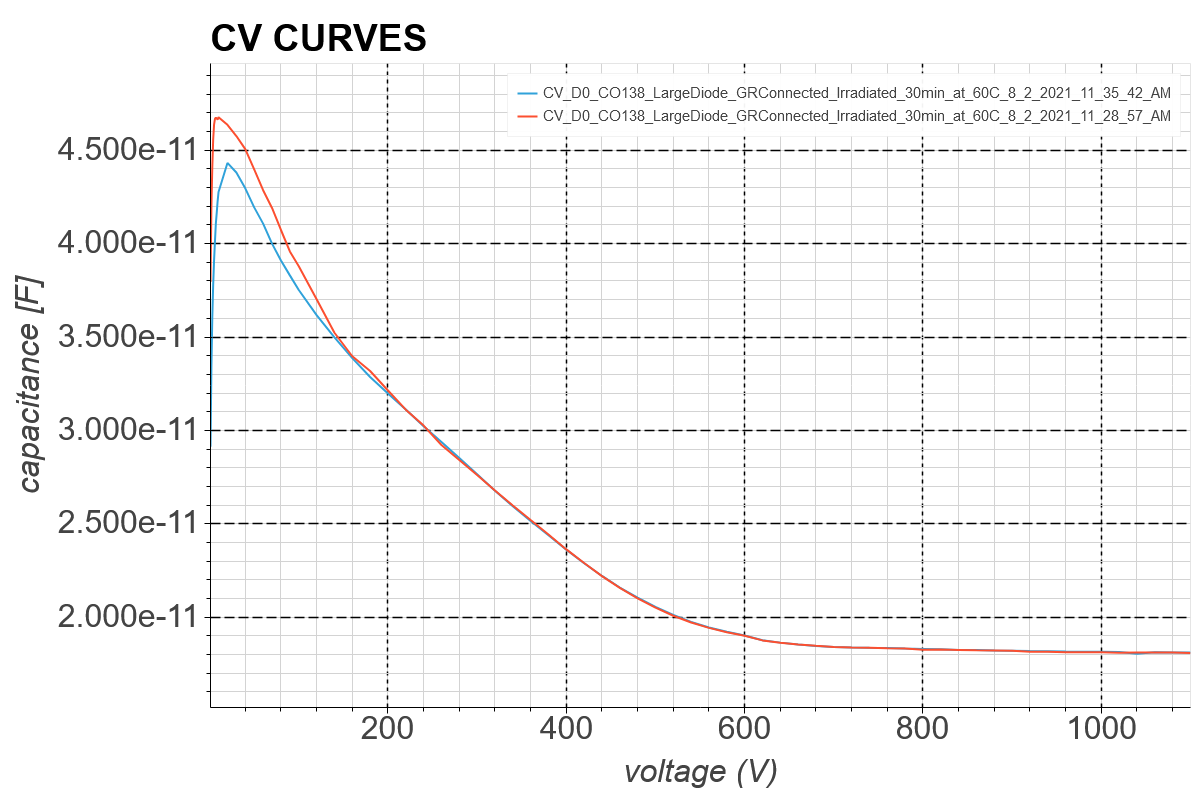 CV CURVES
CV_D0_CO138_LargeDiode_GRConnected_Irradiated_30min_at_60C_8_2_2021_11_35_42_AM
CV_D0_CO138_LargeDiode_GRConnected_Irradiated_30min_at_60C_8_2_2021_11_28_57_AM
4.500e-11
4.000e-11
3.500e-11
3.000e-11
2.500e-11
2.000e-11
capacitance [F]
200 400 600 800 1000
voltage (V)